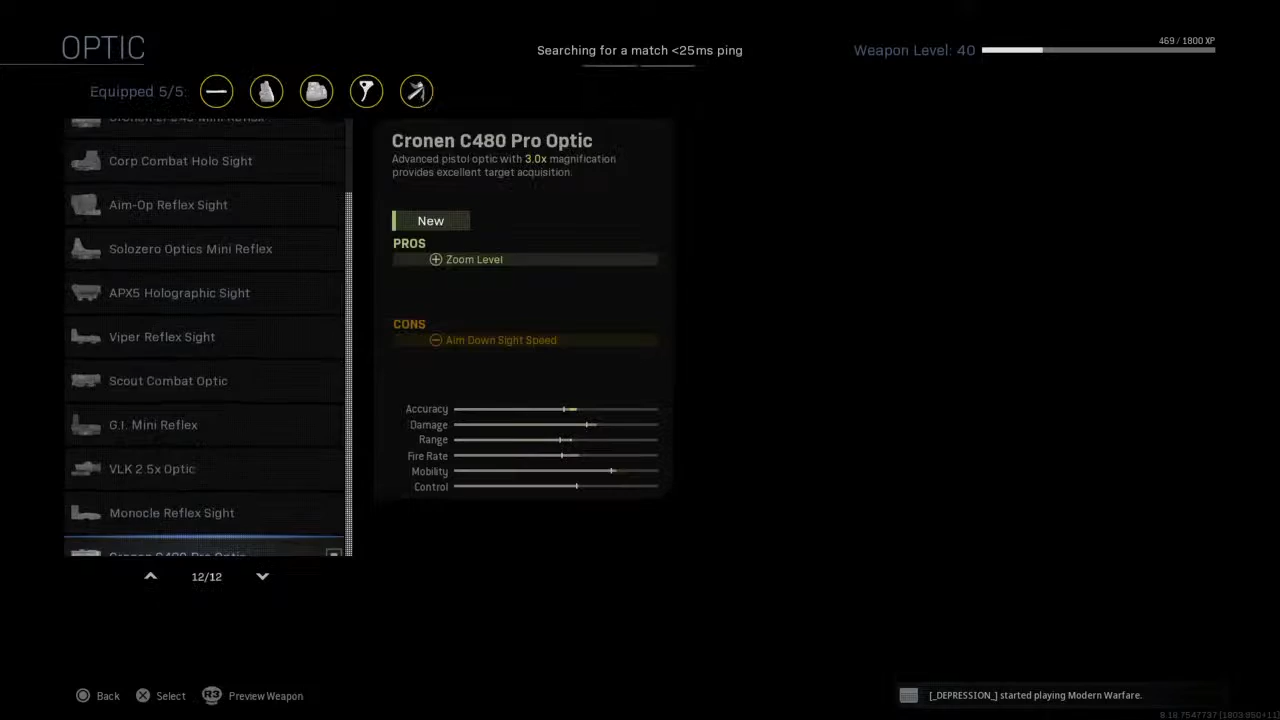 OPTIC
Searching for a match <25ms ping
Weapon Level: 40
469 / 1800 XP
Equipped 5/5:
Corp Combat Holo Sight
Aim-Op Reflex Sight
Solozero Optics Mini Reflex
APX5 Holographic Sight
Viper Reflex Sight
Scout Combat Optic
G.I. Mini Reflex
VLK 2.5x Optic
Monocle Reflex Sight
Cronen C480 Pro Optic
12/12
Cronen C480 Pro Optic
Advanced pistol optic with 3.0x magnification
provides excellent target acquisition.
New
PROS
Zoom Level
CONS
Aim Down Sight Speed
Accuracy
Damage
Range
Fire Rate
Mobility
Control
Back
Select
R3 Preview Weapon
[_DEPRESSION_] started playing Modern Warfare.